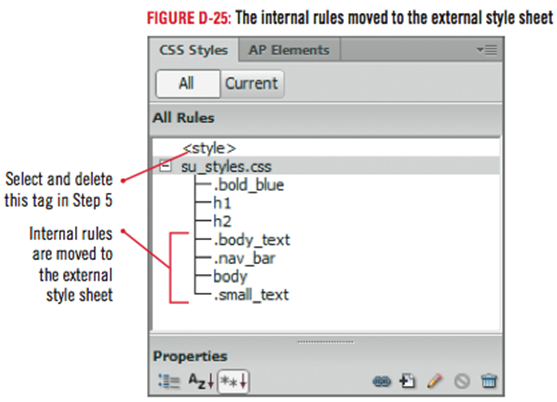 FIGURE D-25: The internal rules moved to the external style sheet
CSS Styles AP Elements
All Current
All Rules
<style>
su_styles.css
.bold_blue
h1
h2
.body_text
.nav_bar
body
.small_text
Select and delete
this tag in Step 5
Internal rules
are moved to
the external
style sheet
Properties
Az↓ **↓